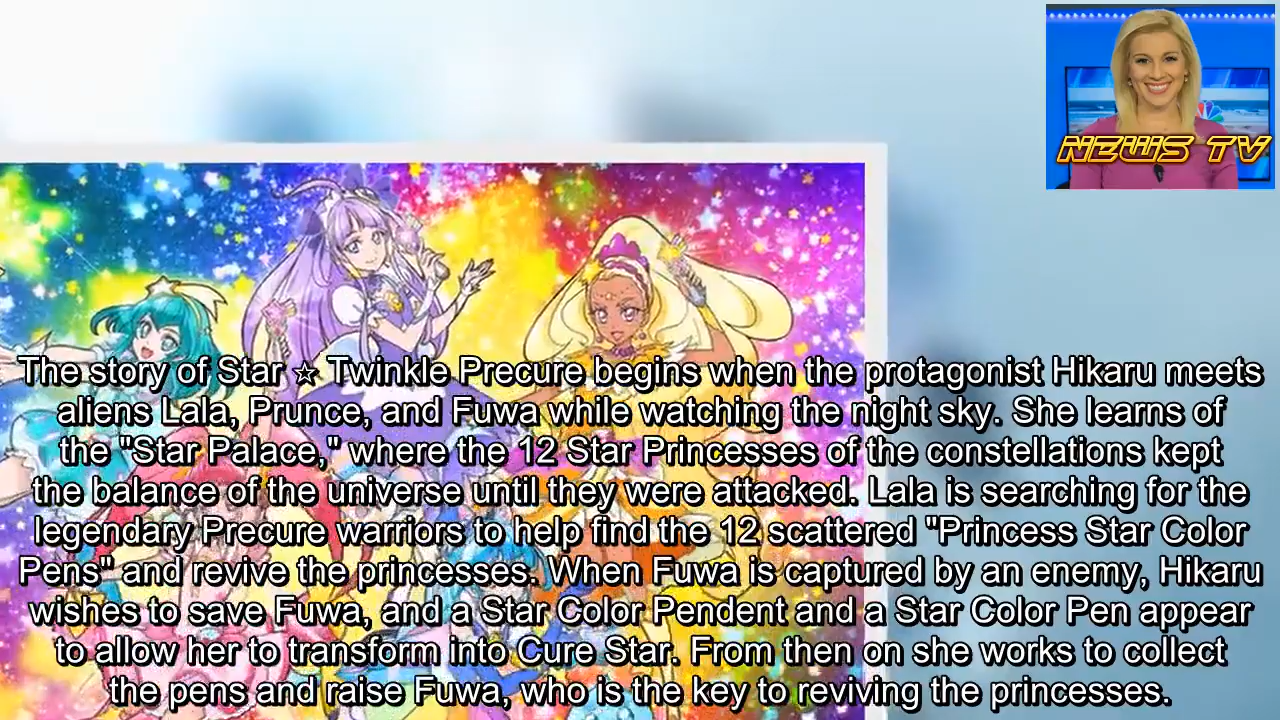 NEWS TV
The story of Star ☆ Twinkle Precure begins when the protagonist Hikaru meets
aliens Lala, Prunce, and Fuwa while watching the night sky. She learns of
the "Star Palace," where the 12 Star Princesses of the constellations kept
the balance of the universe until they were attacked. Lala is searching for the
legendary Precure warriors to help find the 12 scattered "Princess Star Color
Pens" and revive the princesses. When Fuwa is captured by an enemy, Hikaru
wishes to save Fuwa, and a Star Color Pendent and a Star Color Pen appear
to allow her to transform into Cure Star. From then on she works to collect
the pens and raise Fuwa, who is the key to reviving the princesses.